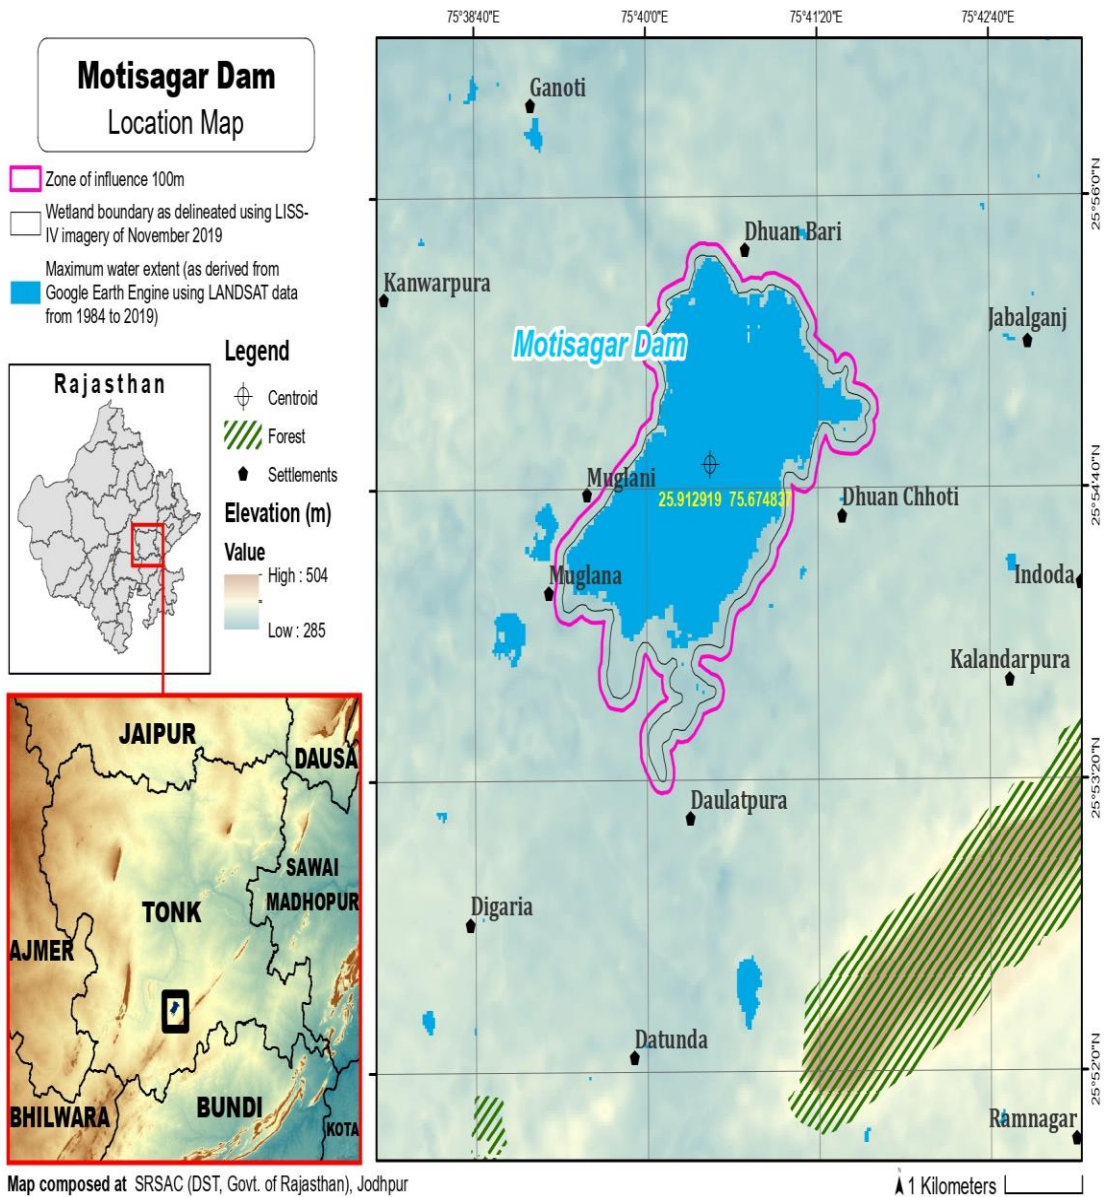 Motisagar Dam
Location Map
Zone of influence 100m
Wetland boundary as delineated using LISS-
IV imagery of November 2019
Maximum water extent (as derived from
Google Earth Engine using LANDSAT data
from 1984 to 2019)
Legend
Centroid
Forest
Settlements
Elevation (m)
Value
High : 504
Low : 285
Rajasthan
JAIPUR
DAUSA
SAWAI
MADHOPUR
TONK
AJMER
BHILWARA
BUNDI
KOTA
75°38'40"E
75°40'0"E
75°41'20"E
75°42'40"E
Ganoti
25°56'0"N
Dhuan Bari
Kanwarpura
Jabalganj
Motisagar Dam
Muglani
25°54'40"N
25.912919 75.674837
Dhuan Chhoti
Muglana
Indoda
Kalandarpura
25°53'20"N
Daulatpura
Digaria
Datunda
25°52'0"N
Ramnagar
Map composed at SRSAC (DST, Govt. of Rajasthan), Jodhpur
1 Kilometers